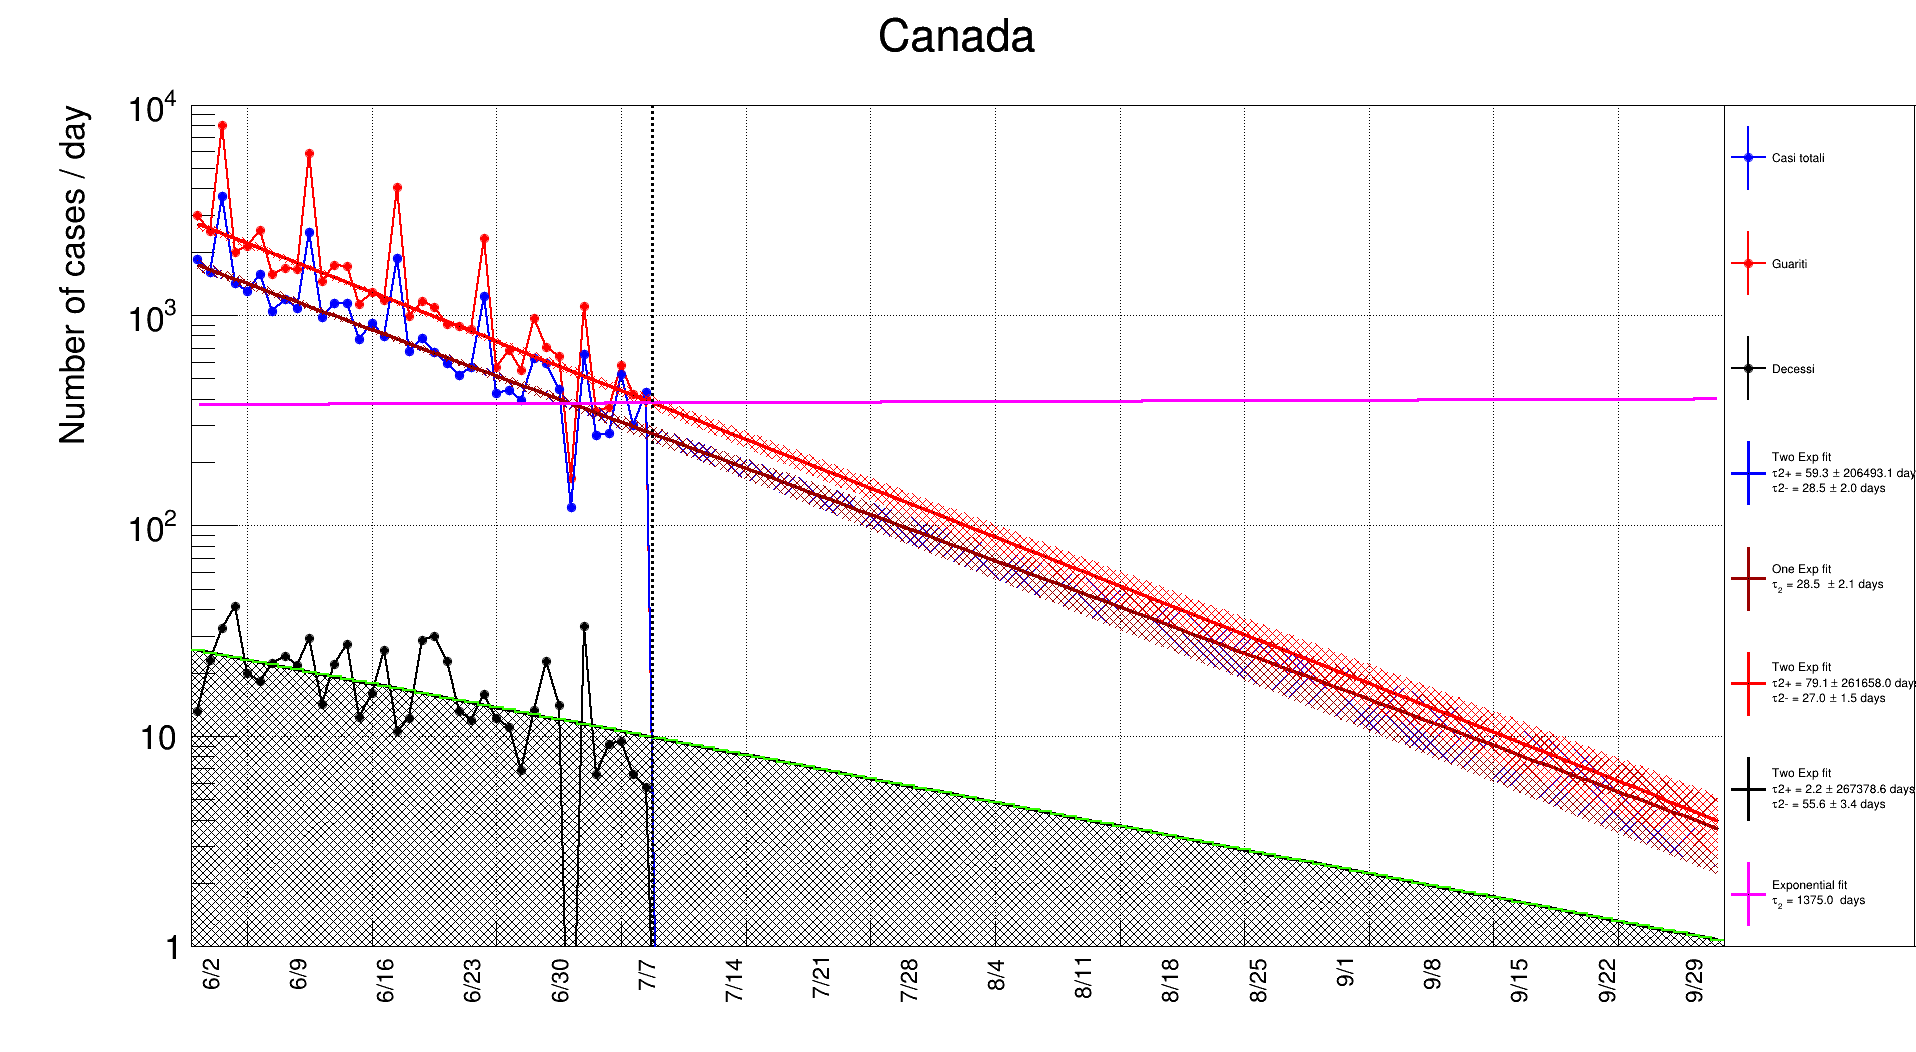 Canada
Number of cases / day
10^4
10^3
10^2
10
1
6/2
6/9
6/16
6/23
6/30
7/7
7/14
7/21
7/28
8/4
8/11
8/18
8/25
9/1
9/8
9/15
9/22
9/29
Casi totali
Guariti
Decessi
Two Exp fit
τ2+ = 59.3 ± 206493.1 day
τ2- = 28.5 ± 2.0 days
One Exp fit
τ2 = 28.5 ± 2.1 days
Two Exp fit
τ2+ = 79.1 ± 261658.0 days
τ2- = 27.0 ± 1.5 days
Two Exp fit
τ2+ = 2.2 ± 267378.6 days
τ2- = 55.6 ± 3.4 days
Exponential fit
τ2 = 1375.0 days